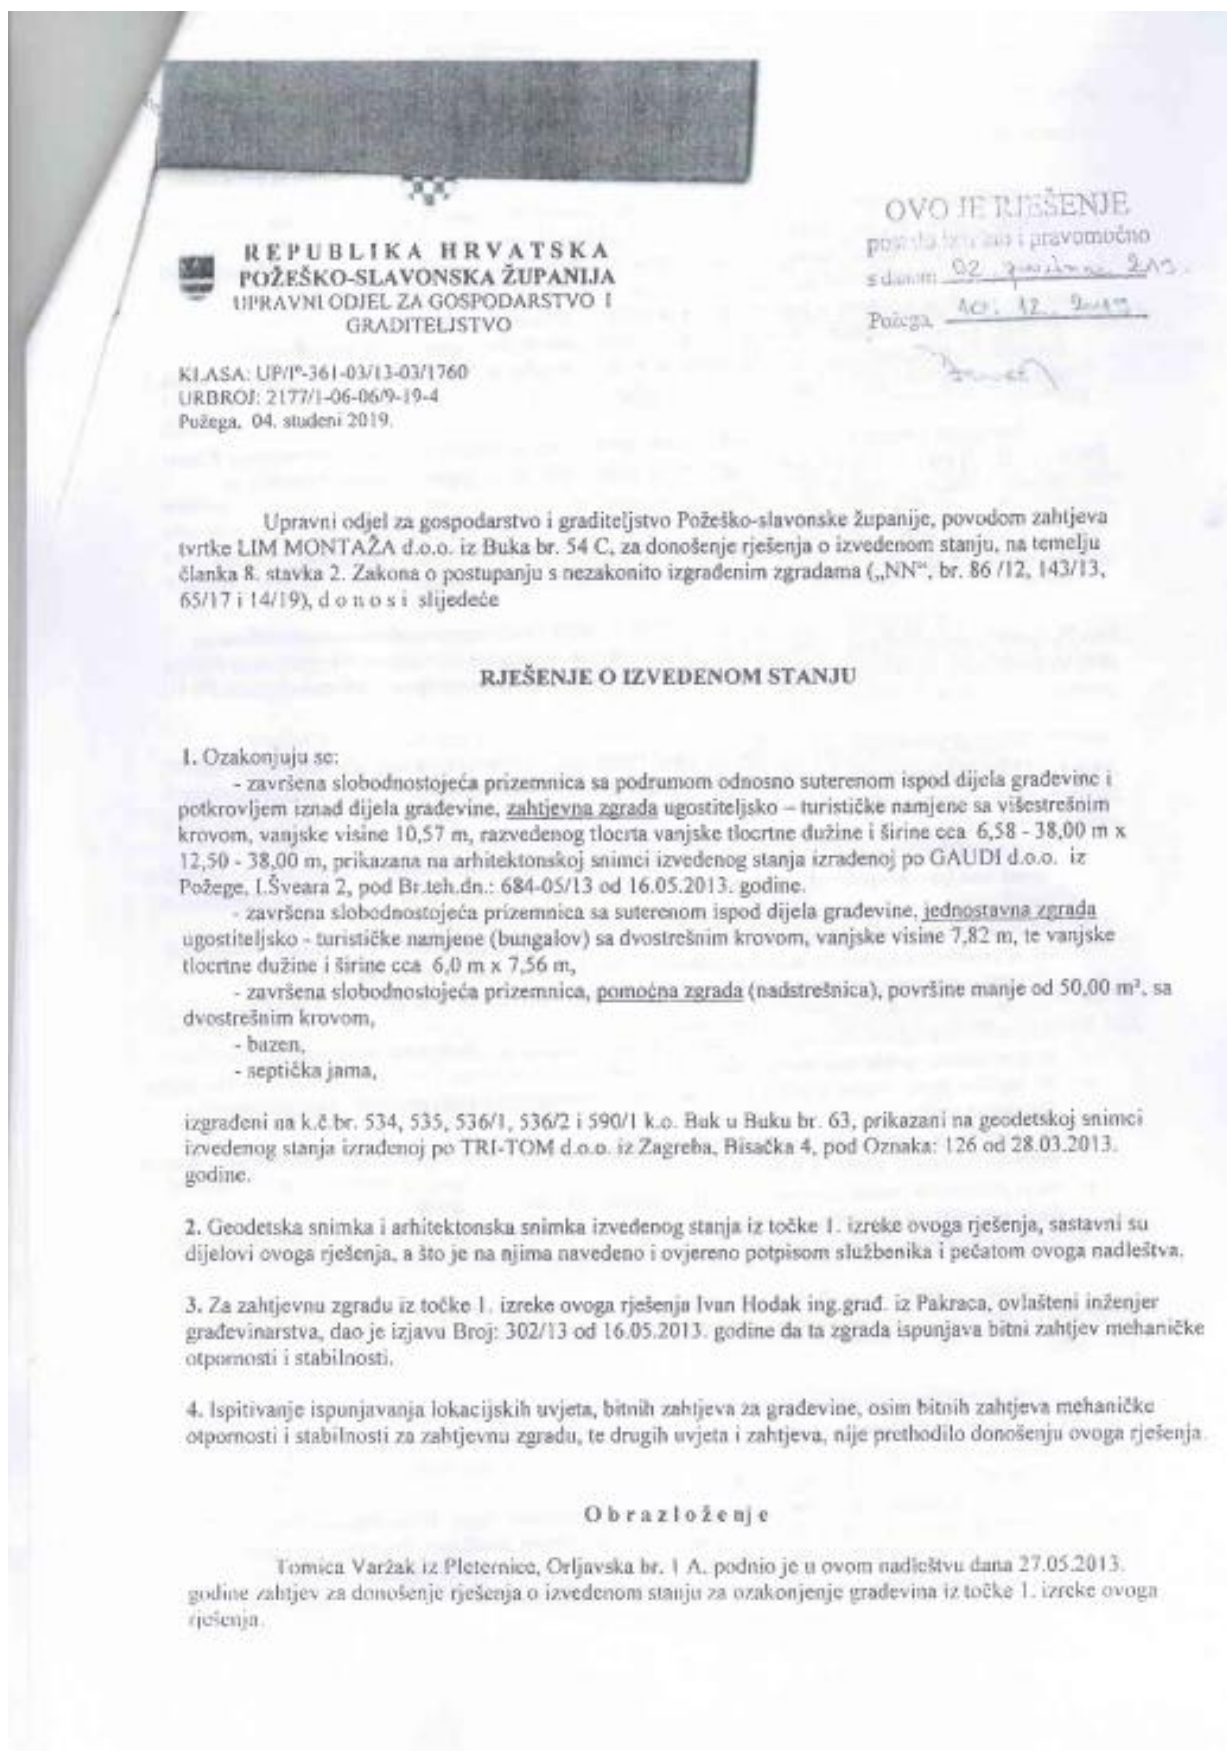 OVO JE RJEŠENJE
postalo izvršno i pravomoćno
s danom 02. prosinac 2019.
Požega, 10. 12. 2019.
REPUBLIKA HRVATSKA
POŽEŠKO-SLAVONSKA ŽUPANIJA
UPRAVNI ODJEL ZA GOSPODARSTVO I
GRADITELJSTVO
KLASA: UP/I°-361-03/13-03/1760
URBROJ: 2177/1-06-06/9-19-4
Požega, 04. studeni 2019.
Upravni odjel za gospodarstvo i graditeljstvo Požeško-slavonske županije, povodom zahtjeva
tvrtke LIM MONTAŽA d.o.o. iz Buka br. 54 C, za donošenje rješenja o izvedenom stanju, na temelju
članka 8. stavka 2. Zakona o postupanju s nezakonito izgrađenim zgradama („NN“, br. 86 /12, 143/13,
65/17 i 14/19), d o n o s i slijedeće
RJEŠENJE O IZVEDENOM STANJU
1. Ozakonjuju se:
- završena slobodnostojeća prizemnica sa podrumom odnosno suterenom ispod dijela građevine i
potkrovljem iznad dijela građevine, zahtjevna zgrada ugostiteljsko – turističke namjene sa višestrešnim
krovom, vanjske visine 10,57 m, razvedenog tlocrta vanjske tlocrtne dužine i širine cca 6,58 - 38,00 m x
12,50 - 38,00 m, prikazana na arhitektonskoj snimci izvedenog stanja izrađenoj po GAUDI d.o.o. iz
Požege, I.Šveara 2, pod Br.teh.dn.: 684-05/13 od 16.05.2013. godine.
- završena slobodnostojeća prizemnica sa suterenom ispod dijela građevine, jednostavna zgrada
ugostiteljsko - turističke namjene (bungalov) sa dvostrešnim krovom, vanjske visine 7,82 m, te vanjske
tlocrtne dužine i širine cca 6,0 m x 7,56 m,
- završena slobodnostojeća prizemnica, pomoćna zgrada (nadstrešnica), površine manje od 50,00 m², sa
dvostrešnim krovom,
- bazen,
- septička jama,
izgrađeni na k.č.br. 534, 535, 536/1, 536/2 i 590/1 k.o. Buk u Buku br. 63, prikazani na geodetskoj snimci
izvedenog stanja izrađenoj po TRI-TOM d.o.o. iz Zagreba, Bisačka 4, pod Oznaka: 126 od 28.03.2013.
godine.
2. Geodetska snimka i arhitektonska snimka izvedenog stanja iz točke 1. izreke ovoga rješenja, sastavni su
dijelovi ovoga rješenja, a što je na njima navedeno i ovjereno potpisom službenika i pečatom ovoga nadleštva.
3. Za zahtjevnu zgradu iz točke 1. izreke ovoga rješenja Ivan Hodak ing.građ. iz Pakraca, ovlašteni inženjer
građevinarstva, dao je izjavu Broj: 302/13 od 16.05.2013. godine da ta zgrada ispunjava bitni zahtjev mehaničke
otpornosti i stabilnosti.
4. Ispitivanje ispunjavanja lokacijskih uvjeta, bitnih zahtjeva za građevine, osim bitnih zahtjeva mehaničke
otpornosti i stabilnosti za zahtjevnu zgradu, te drugih uvjeta i zahtjeva, nije prethodilo donošenju ovoga rješenja.
O b r a z l o ž e nj e
Tomica Varžak iz Pleternice, Orljavska br. 1 A. podnio je u ovom nadleštvu dana 27.05.2013.
godine zahtjev za donošenje rješenja o izvedenom stanju za ozakonjenje građevina iz točke 1. izreke ovoga
rješenja.